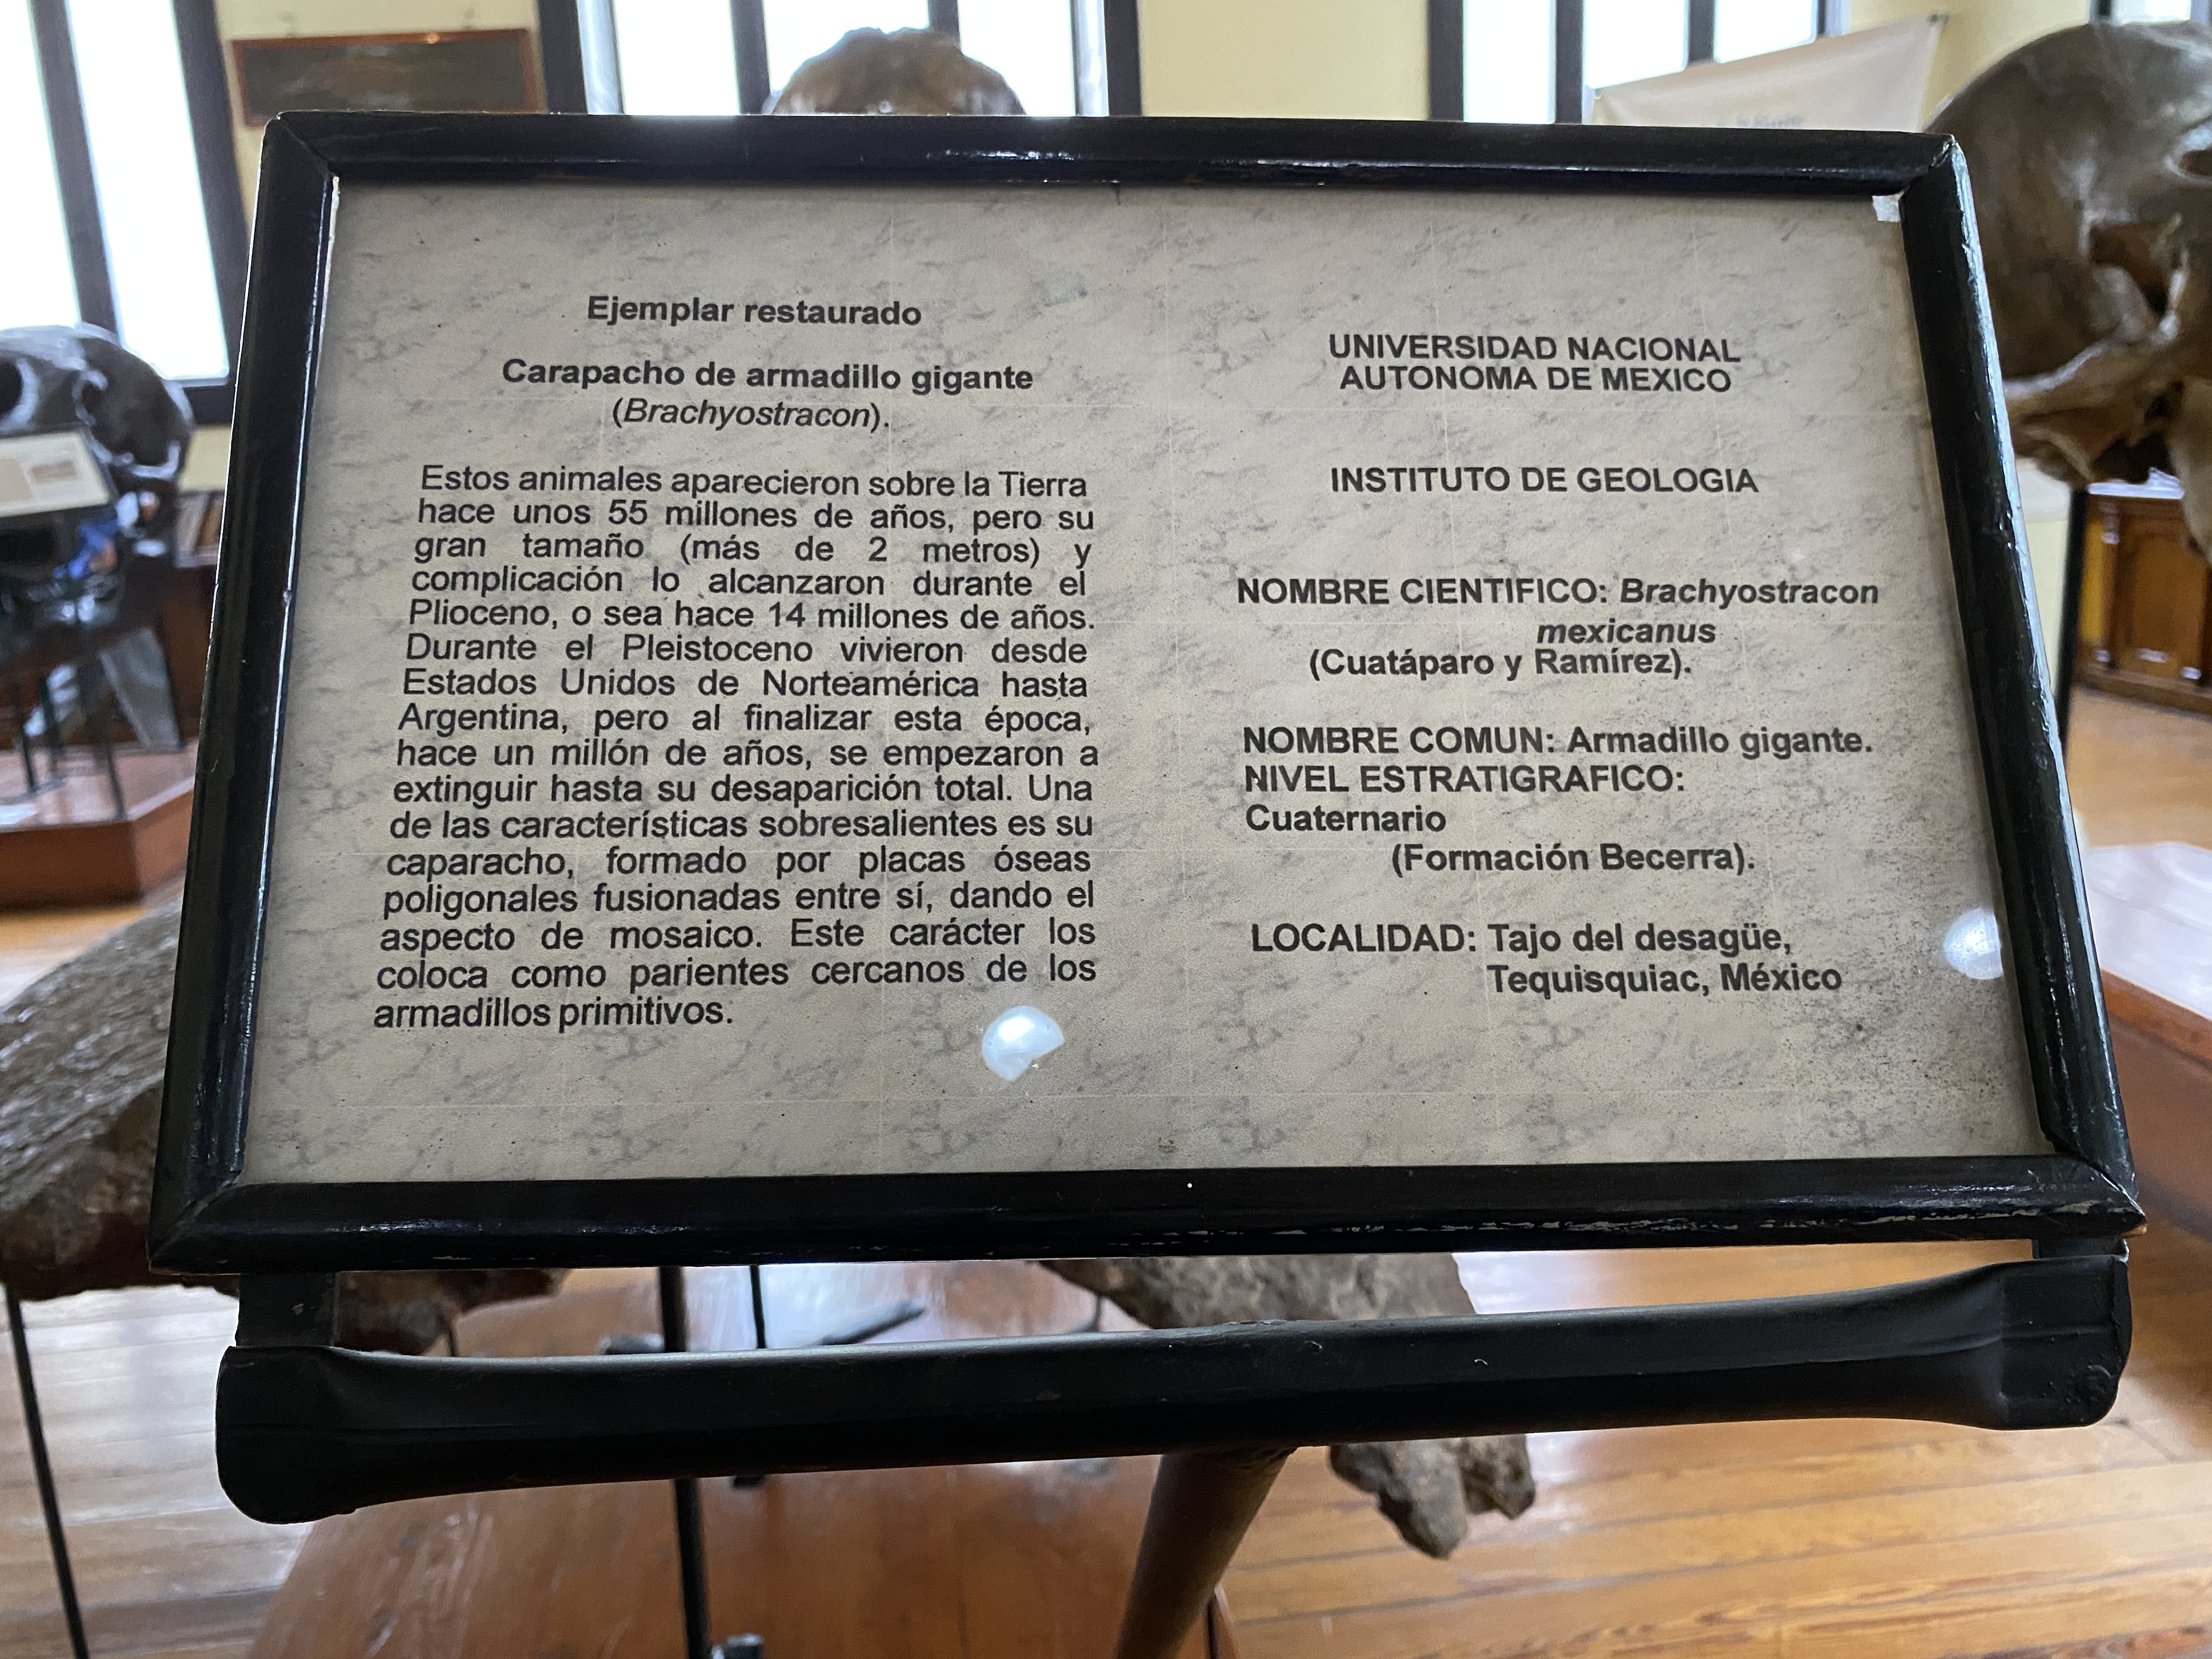 Ejemplar restaurado
Carapacho de armadillo gigante
(Brachyostracon).
Estos animales aparecieron sobre la Tierra
hace unos 55 millones de años, pero su
gran tamaño (más de 2 metros) y
complicación lo alcanzaron durante el
Plioceno, o sea hace 14 millones de años.
Durante el Pleistoceno vivieron desde
Estados Unidos de Norteamérica hasta
Argentina, pero al finalizar esta época,
hace un millón de años, se empezaron a
extinguir hasta su desaparición total. Una
de las características sobresalientes es su
caparacho, formado por placas óseas
poligonales fusionadas entre sí, dando el
aspecto de mosaico. Este carácter los
coloca como parientes cercanos de los
armadillos primitivos.
UNIVERSIDAD NACIONAL
AUTONOMA DE MEXICO
INSTITUTO DE GEOLOGIA
NOMBRE CIENTIFICO: Brachyostracon
mexicanus
(Cuatáparo y Ramírez).
NOMBRE COMUN: Armadillo gigante.
NIVEL ESTRATIGRAFICO:
Cuaternario
(Formación Becerra).
LOCALIDAD: Tajo del desagüe,
Tequisquiac, México